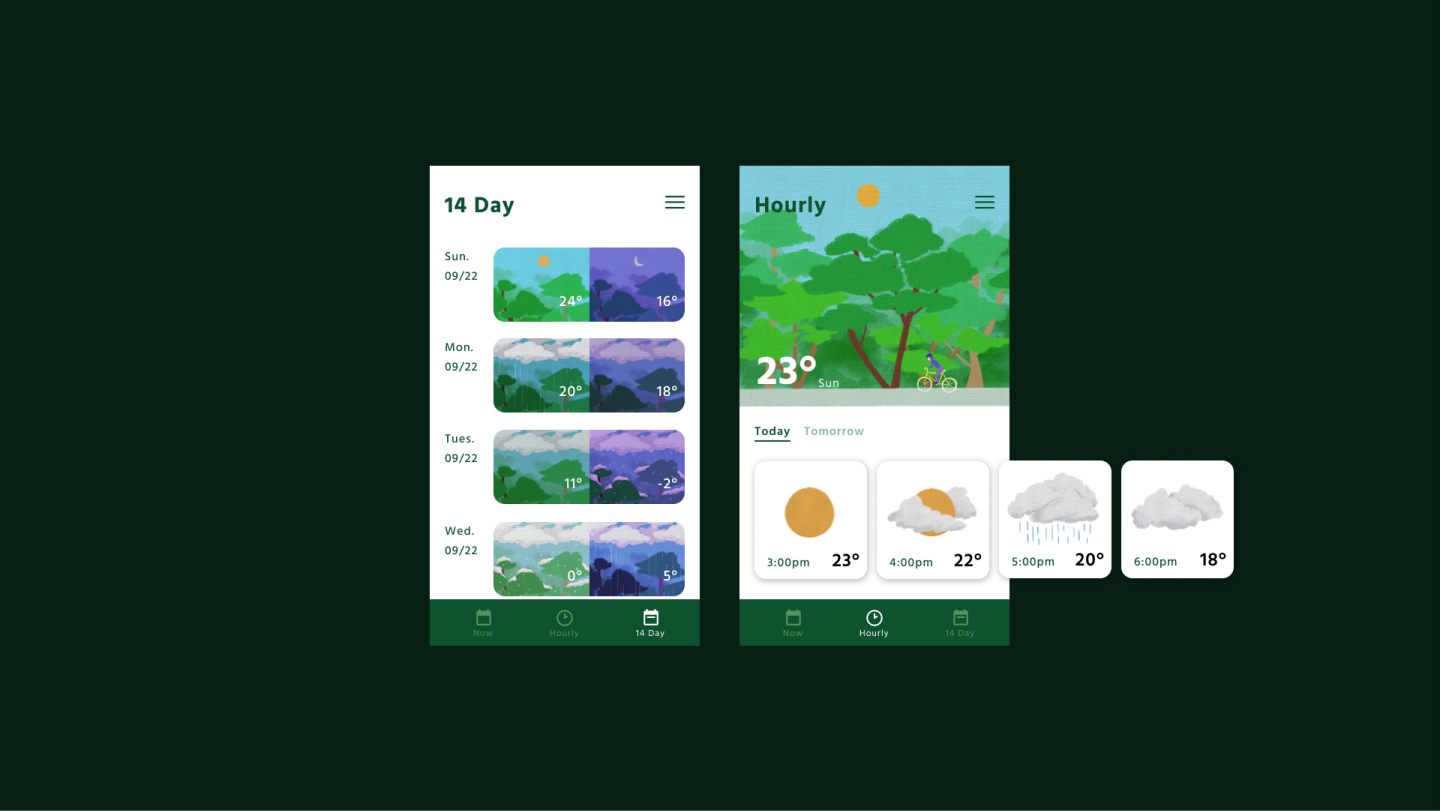 14 Day
Sun.
09/22
24°
16°
Mon.
09/22
20°
18°
Tues.
09/22
11°
-2°
Wed.
09/22
0°
5°
Now
Hourly
14 Day
Hourly
23° Sun
Today Tomorrow
3:00pm 23°
4:00pm 22°
5:00pm 20°
6:00pm 18°
Now
Hourly
14 Day